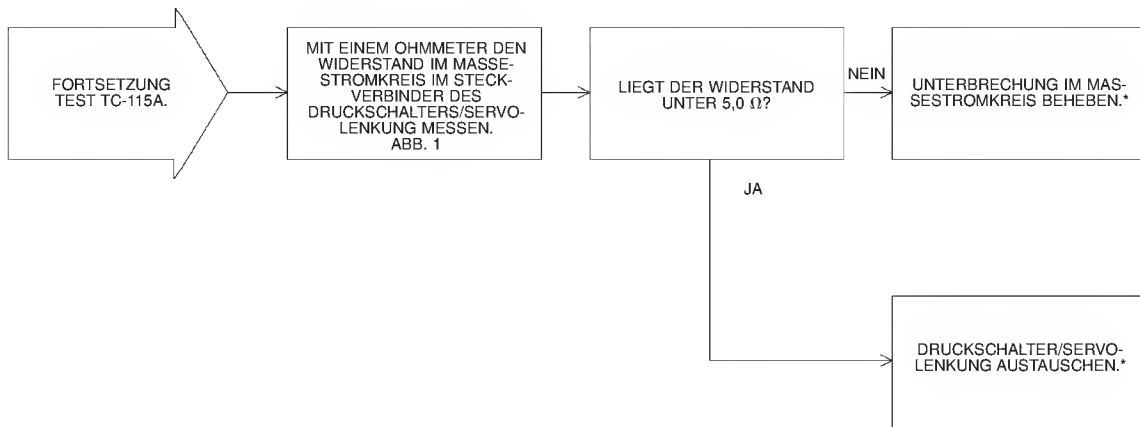 FORTSETZUNG
TEST TC-115A.
MIT EINEM OHMMETER DEN
WIDERSTAND IM MASSE-
STROMKREIS IM STECK-
VERBINDER DES
DRUCKSCHALTERS/SERVO-
LENKUNG MESSEN.
ABB. 1
LIEGT DER WIDERSTAND
UNTER 5,0 Ω?
NEIN
UNTERBRECHUNG IM MAS-
SESTROMKREIS BEHEBEN.*
JA
DRUCKSCHALTER/SERVO-
LENKUNG AUSTAUSCHEN.*